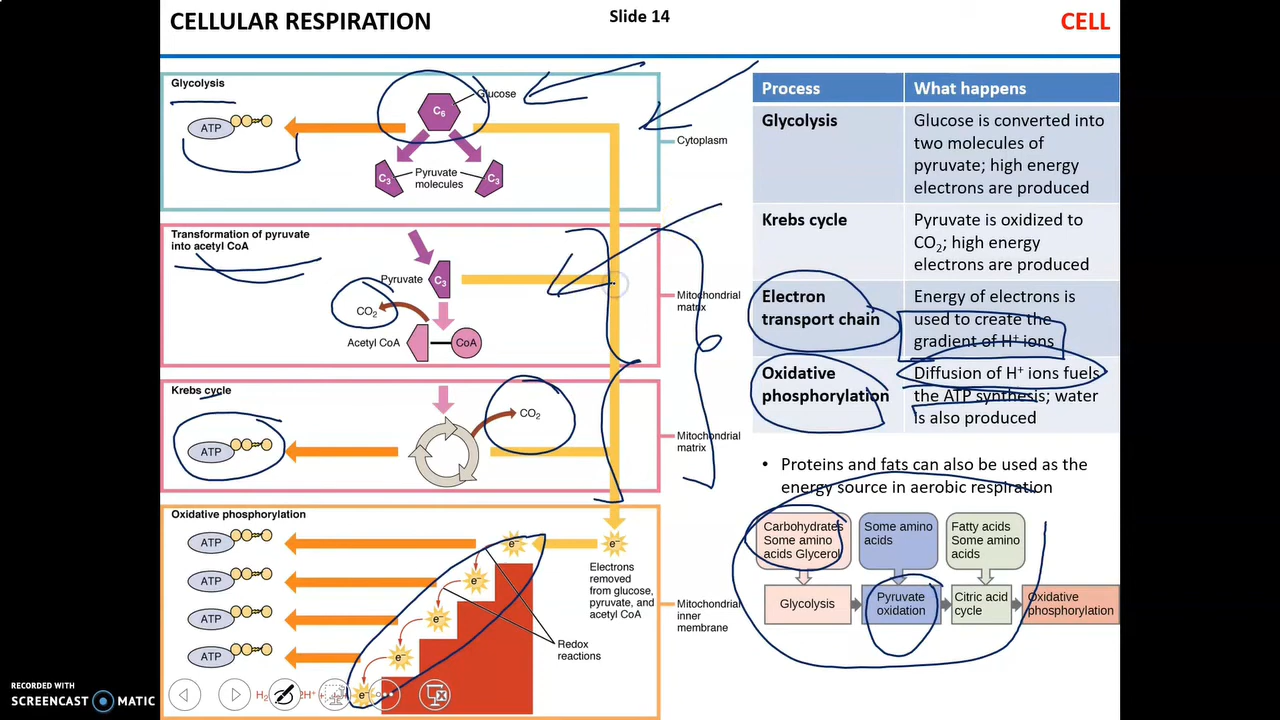 CELLULAR RESPIRATION
Slide 14
CELL
Glycolysis
Glucose
C6
ATP
Cytoplasm
C3
Pyruvate
molecules
C3
Transformation of pyruvate
into acetyl CoA
Pyruvate
C3
Mitochondrial
matrix
CO2
Acetyl CoA
CoA
Krebs cycle
CO2
Mitochondrial
matrix
ATP
Oxidative phosphorylation
ATP
e-
e-
Electrons
removed
from glucose,
pyruvate, and
acetyl CoA
ATP
e-
Mitochondrial
inner
membrane
ATP
e-
Redox
reactions
ATP
e-
e-
Process
What happens
Glycolysis
Glucose is converted into
two molecules of
pyruvate; high energy
electrons are produced
Krebs cycle
Pyruvate is oxidized to
CO2; high energy
electrons are produced
Electron
transport chain
Energy of electrons is
used to create the
gradient of H+ ions
Oxidative
phosphorylation
Diffusion of H+ ions fuels
the ATP synthesis; water
is also produced
• Proteins and fats can also be used as the
energy source in aerobic respiration
Carbohydrates
Some amino
acids Glycerol
Some amino
acids
Fatty acids
Some amino
acids
Glycolysis
Pyruvate
oxidation
Citric acid
cycle
Oxidative
phosphorylation
RECORDED WITH
SCREENCAST MATIC